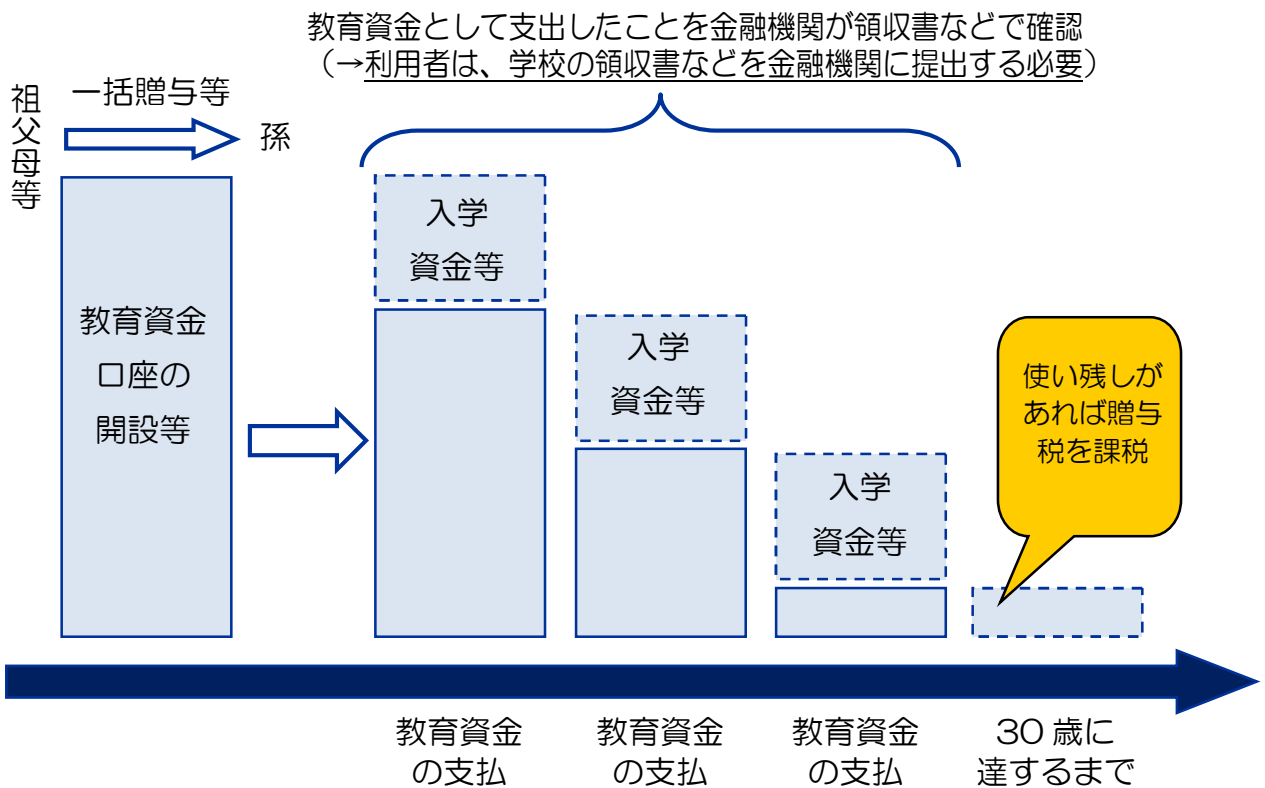 教育資金として支出したことを金融機関が領収書などで確認
（→利用者は、学校の領収書などを金融機関に提出する必要）
祖父母等
一括贈与等
孫
教育資金
口座の
開設等
入学
資金等
入学
資金等
入学
資金等
使い残しが
あれば贈与
税を課税
教育資金
の支払
教育資金
の支払
教育資金
の支払
30歳に
達するまで